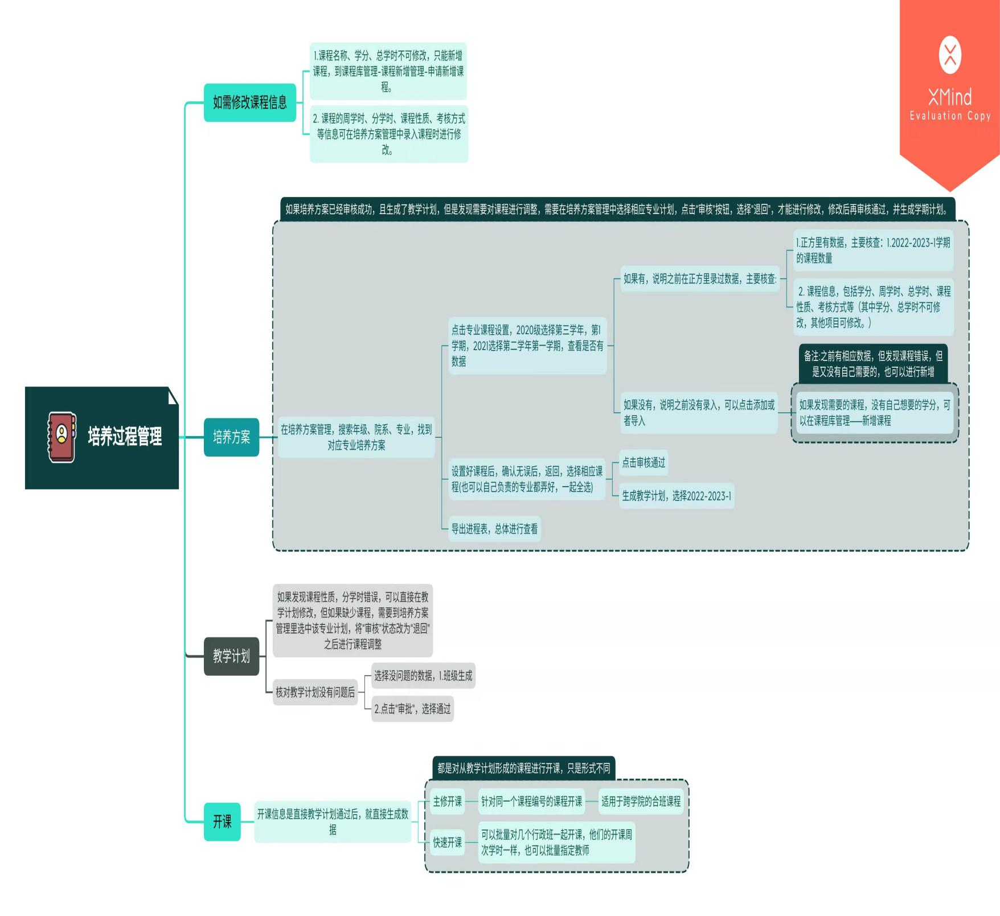 XMind
Evaluation Copy
培养过程管理
如需修改课程信息
1.课程名称、学分、总学时不可修改，只能新增
课程，到课程库管理-课程新增管理-申请新增课
程。
2. 课程的周学时、分学时、课程性质、考核方式
等信息可在培养方案管理中录入课程时进行修
改。
培养方案
如果培养方案已经审核成功，且生成了教学计划，但是发现需要对课程进行调整，需要在培养方案管理中选择相应专业计划，点击"审核"按钮，选择"退回"，才能进行修改，修改后再审核通过，并生成学期计划。
在培养方案管理，搜索年级、院系、专业，找到
对应专业培养方案
点击专业课程设置，2020级选择第三学年，第1
学期，2021选择第二学年第一学期，查看是否有
数据
如果有，说明之前在正方里录过数据，主要核查:
1.正方里有数据，主要核查：1.2022-2023-1学期
的课程数量
2. 课程信息，包括学分、周学时、总学时、课程
性质、考核方式等（其中学分、总学时不可修
改，其他项目可修改。）
如果没有，说明之前没有录入，可以点击添加或
者导入
备注:之前有相应数据，但发现课程错误，但
是又没有自己需要的，也可以进行新增
如果发现需要的课程，没有自己想要的学分，可
以在课程库管理——新增课程
设置好课程后，确认无误后，返回，选择相应课
程(也可以自己负责的专业都弄好，一起全选)
点击审核通过
生成教学计划，选择2022-2023-1
导出进程表，总体进行查看
教学计划
如果发现课程性质，分学时错误，可以直接在教
学计划修改，但如果缺少课程，需要到培养方案
管理里选中该专业计划，将"审核"状态改为"退回"
之后进行课程调整
核对教学计划没有问题后
选择没问题的数据，1.班级生成
2.点击"审批"，选择通过
开课
开课信息是直接教学计划通过后，就直接生成数
据
都是对从教学计划形成的课程进行开课，只是形式不同
主修开课
针对同一个课程编号的课程开课
适用于跨学院的合班课程
快速开课
可以批量对几个行政班一起开课，他们的开课周
次学时一样，也可以批量指定教师